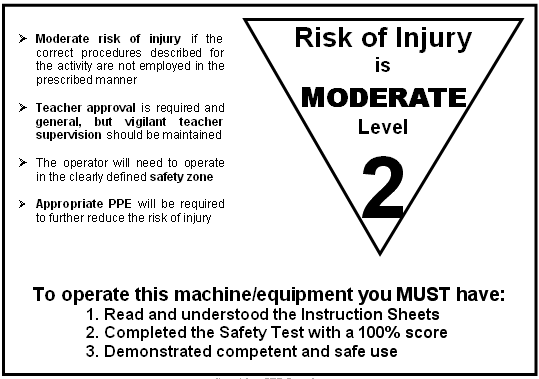 ➢ Moderate risk of injury if the
correct procedures described for
the activity are not employed in the
prescribed manner
➢ Teacher approval is required and
general, but vigilant teacher
supervision should be maintained
➢ The operator will need to operate
in the clearly defined safety zone
➢ Appropriate PPE will be required
to further reduce the risk of injury
Risk of Injury
is
MODERATE
Level
2
To operate this machine/equipment you MUST have:
1. Read and understood the Instruction Sheets
2. Completed the Safety Test with a 100% score
3. Demonstrated competent and safe use